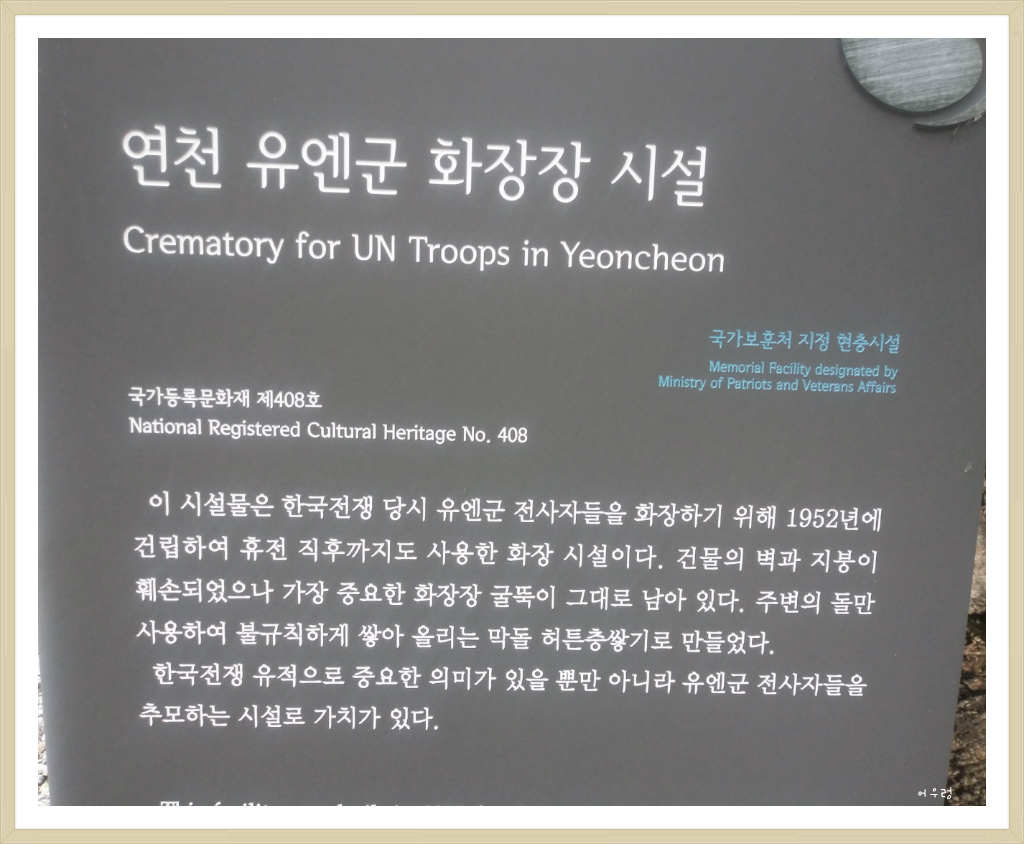 연천 유엔군 화장장 시설
Crematory for UN Troops in Yeoncheon
국가보훈처 지정 현충시설
Memorial Facility designated by
Ministry of Patriots and Veterans Affairs
국가등록문화재 제408호
National Registered Cultural Heritage No. 408
이 시설물은 한국전쟁 당시 유엔군 전사자들을 화장하기 위해 1952년에
건립하여 휴전 직후까지도 사용한 화장 시설이다. 건물의 벽과 지붕이
훼손되었으나 가장 중요한 화장장 굴뚝이 그대로 남아 있다. 주변의 돌만
사용하여 불규칙하게 쌓아 올리는 막돌 허튼층쌓기로 만들었다.
한국전쟁 유적으로 중요한 의미가 있을 뿐만 아니라 유엔군 전사자들을
추모하는 시설로 가치가 있다.
This facility
어우렁